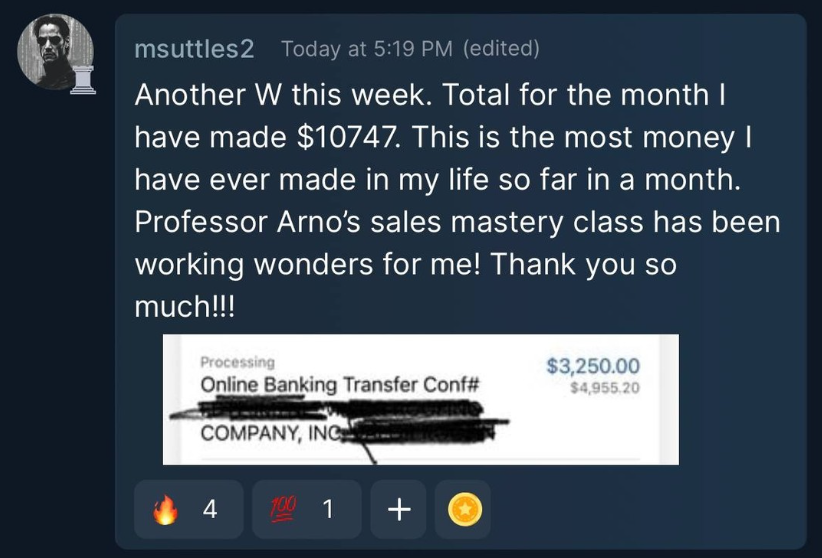 msuttles2 Today at 5:19 PM (edited)
Another W this week. Total for the month I
have made $10747. This is the most money I
have ever made in my life so far in a month.
Professor Arno's sales mastery class has been
working wonders for me! Thank you so
much!!!
Processing $3,250.00
Online Banking Transfer Conf# $4,955.20
COMPANY, INC
4 100 1 +